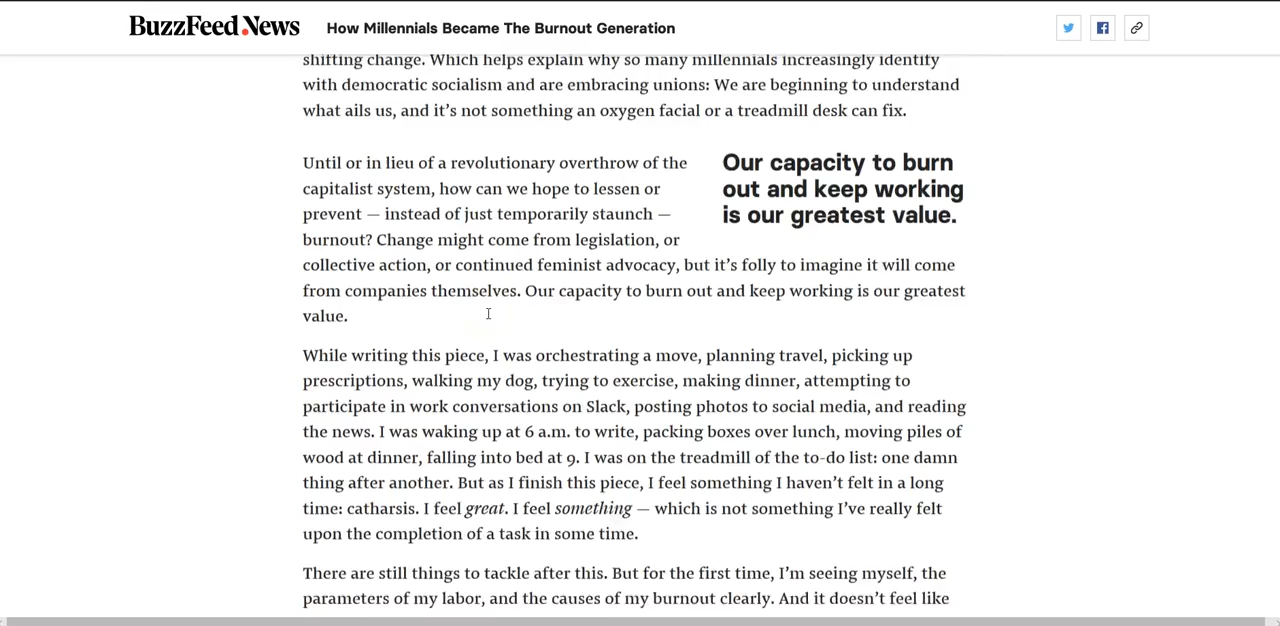 BuzzFeed News
How Millennials Became The Burnout Generation
shifting change. Which helps explain why so many millennials increasingly identify
with democratic socialism and are embracing unions: We are beginning to understand
what ails us, and it’s not something an oxygen facial or a treadmill desk can fix.
Until or in lieu of a revolutionary overthrow of the
capitalist system, how can we hope to lessen or
prevent — instead of just temporarily staunch —
burnout? Change might come from legislation, or
collective action, or continued feminist advocacy, but it’s folly to imagine it will come
from companies themselves. Our capacity to burn out and keep working is our greatest
value.
Our capacity to burn
out and keep working
is our greatest value.
While writing this piece, I was orchestrating a move, planning travel, picking up
prescriptions, walking my dog, trying to exercise, making dinner, attempting to
participate in work conversations on Slack, posting photos to social media, and reading
the news. I was waking up at 6 a.m. to write, packing boxes over lunch, moving piles of
wood at dinner, falling into bed at 9. I was on the treadmill of the to-do list: one damn
thing after another. But as I finish this piece, I feel something I haven’t felt in a long
time: catharsis. I feel great. I feel something — which is not something I’ve really felt
upon the completion of a task in some time.
There are still things to tackle after this. But for the first time, I’m seeing myself, the
parameters of my labor, and the causes of my burnout clearly. And it doesn’t feel like